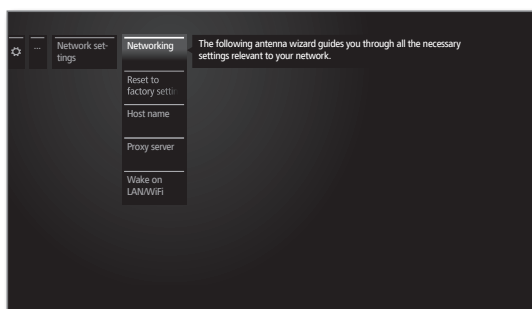 ...
Network set-
tings
Networking
The following antenna wizard guides you through all the necessary
settings relevant to your network.
Reset to
factory settin
Host name
Proxy server
Wake on
LAN/WiFi